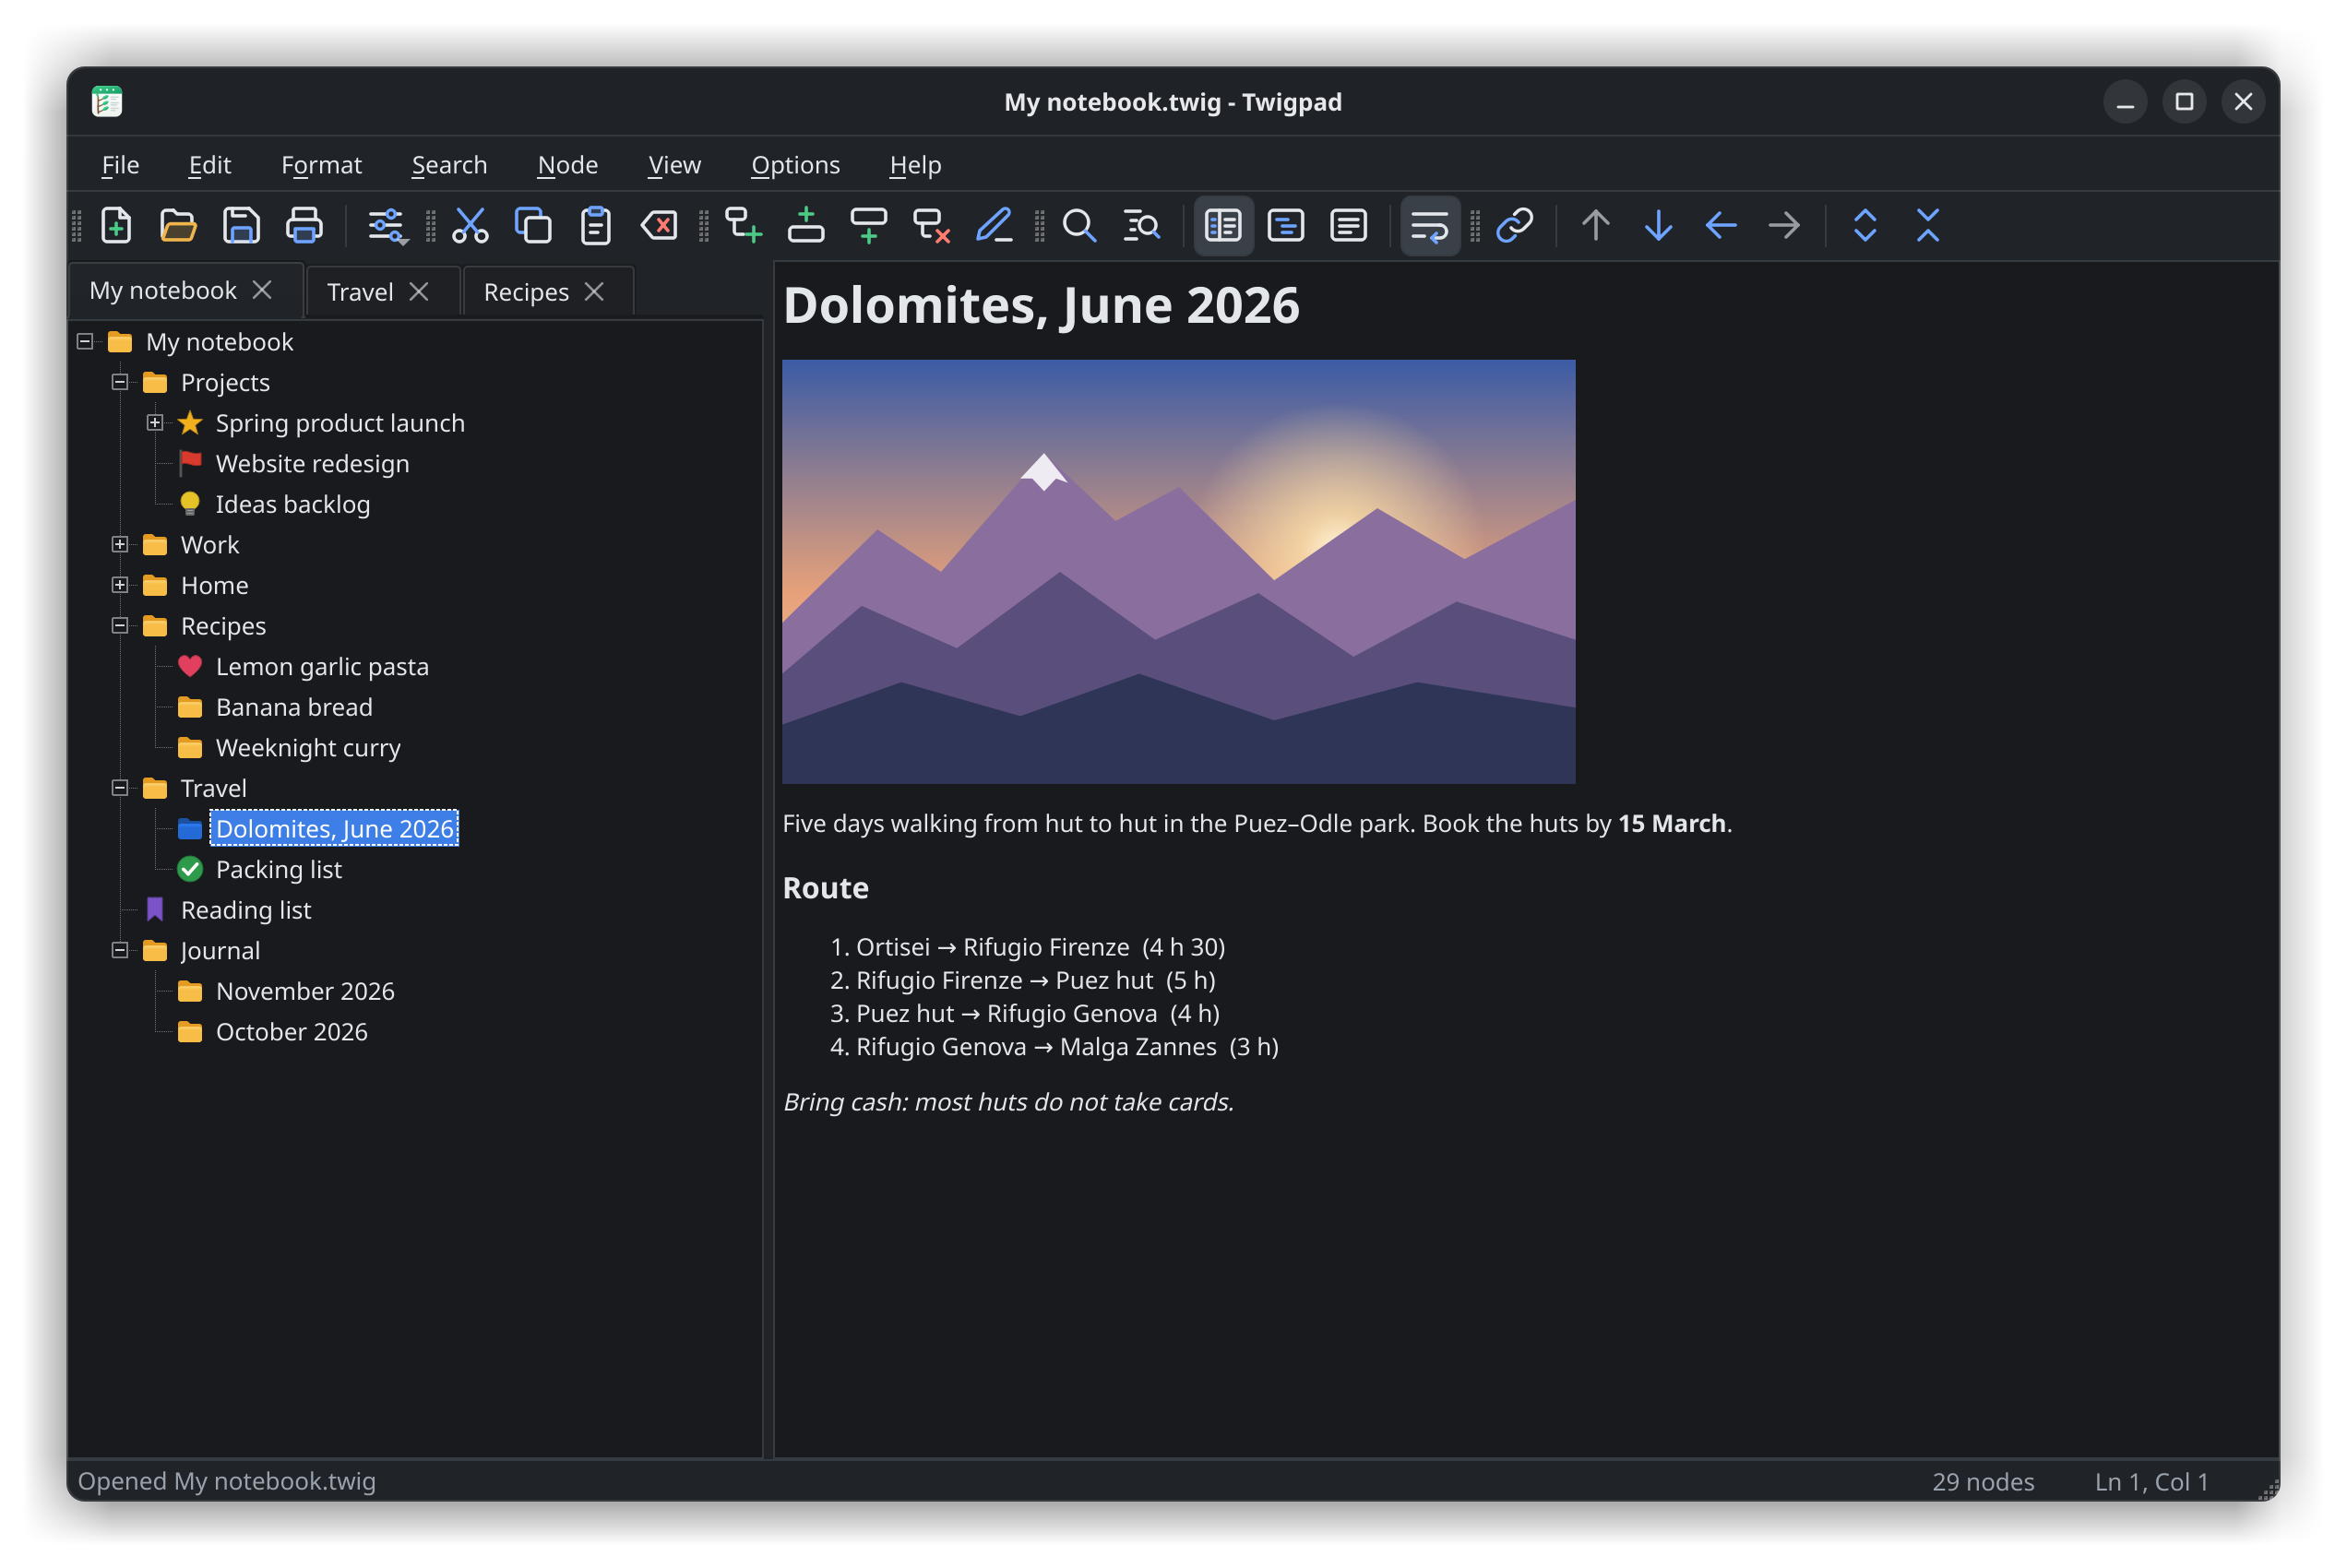 My notebook.twig - Twigpad
File Edit Format Search Node View Options Help
My notebook Travel Recipes
My notebook
Projects
Spring product launch
Website redesign
Ideas backlog
Work
Home
Recipes
Lemon garlic pasta
Banana bread
Weeknight curry
Travel
Dolomites, June 2026
Packing list
Reading list
Journal
November 2026
October 2026
Dolomites, June 2026
Five days walking from hut to hut in the Puez–Odle park. Book the huts by 15 March.
Route
1. Ortisei → Rifugio Firenze (4 h 30)
2. Rifugio Firenze → Puez hut (5 h)
3. Puez hut → Rifugio Genova (4 h)
4. Rifugio Genova → Malga Zannes (3 h)
Bring cash: most huts do not take cards.
Opened My notebook.twig 29 nodes Ln 1, Col 1